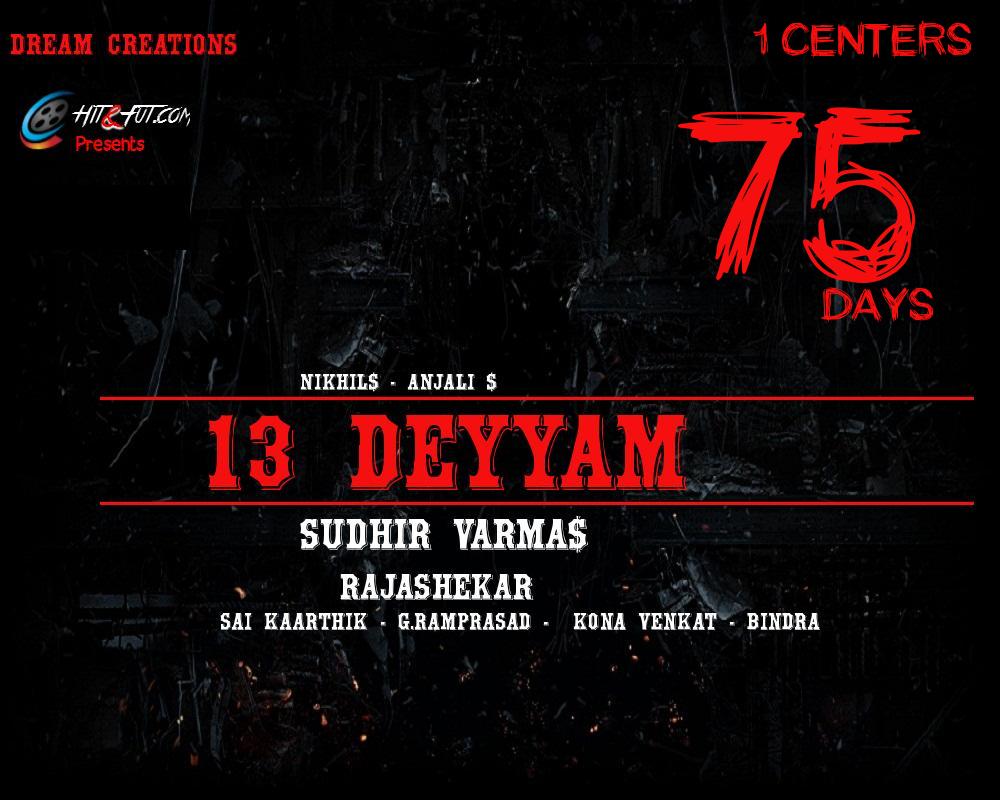 DREAM CREATIONS
1 CENTERS
HIT&FUT.COM
Presents
75
DAYS
NIKHIL$ - ANJALI $
13 DEYYAM
SUDHIR VARMA$
RAJASHEKAR
SAI KAARTHIK - G.RAMPRASAD - KONA VENKAT - BINDRA